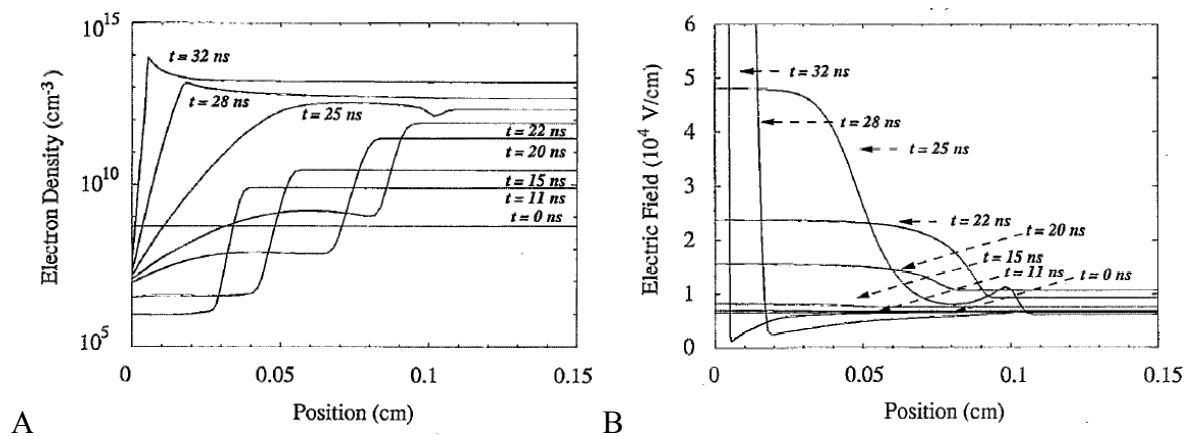 10^15
10^10
10^5
Electron Density (cm^-3)
t = 32 ns
t = 28 ns
t = 25 ns
t = 22 ns
t = 20 ns
t = 15 ns
t = 11 ns
t = 0 ns
0
0.05
0.1
0.15
Position (cm)
A
6
5
4
3
2
1
0
Electric Field (10^4 V/cm)
t = 32 ns
t = 28 ns
t = 25 ns
t = 22 ns
t = 20 ns
t = 15 ns
t = 11 ns
t = 0 ns
0
0.05
0.1
0.15
Position (cm)
B